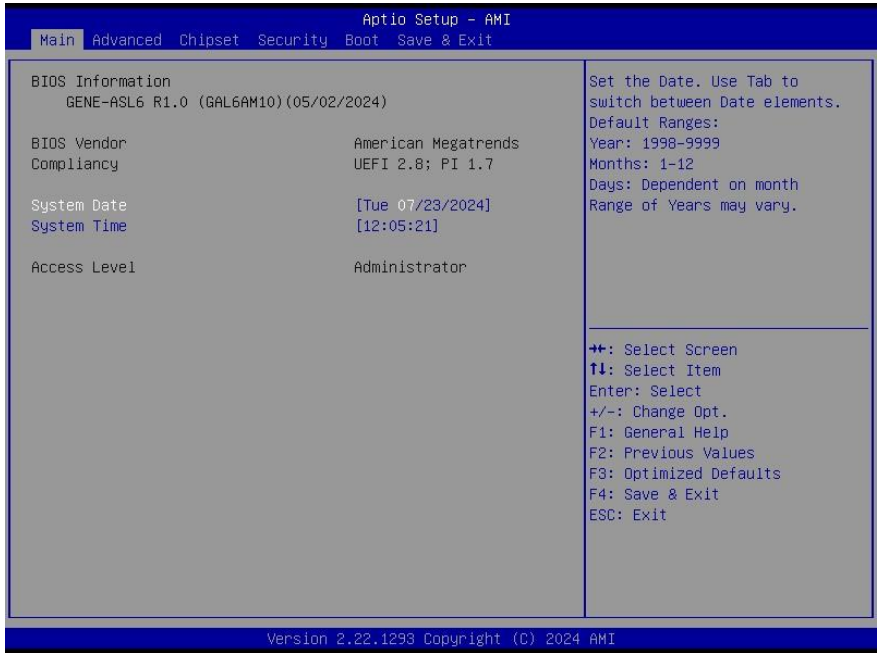 Aptio Setup - AMI
Main Advanced Chipset Security Boot Save & Exit
BIOS Information
GENE-ASL6 R1.0 (GAL6AM10)(05/02/2024)
BIOS Vendor American Megatrends
Compliancy UEFI 2.8; PI 1.7
System Date [Tue 07/23/2024]
System Time [12:05:21]
Access Level Administrator
Set the Date. Use Tab to
switch between Date elements.
Default Ranges:
Year: 1998-9999
Months: 1-12
Days: Dependent on month
Range of Years may vary.
→←: Select Screen
↑↓: Select Item
Enter: Select
+/-: Change Opt.
F1: General Help
F2: Previous Values
F3: Optimized Defaults
F4: Save & Exit
ESC: Exit
Version 2.22.1293 Copyright (C) 2024 AMI